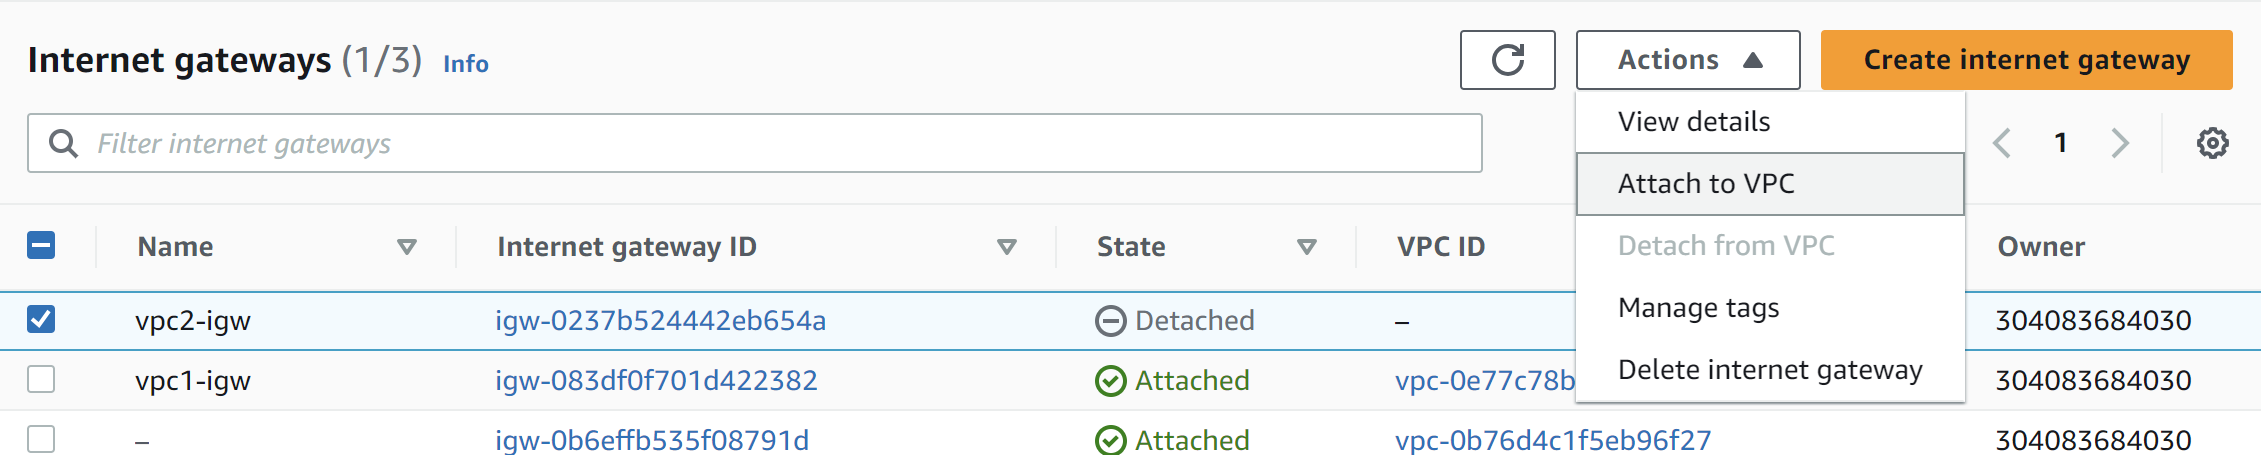 Internet gateways (1/3) Info
Actions
Create internet gateway
Filter internet gateways
1
View details
Attach to VPC
Detach from VPC
Manage tags
Delete internet gateway
Name Internet gateway ID State VPC ID Owner
vpc2-igw igw-0237b524442eb654a Detached – 304083684030
vpc1-igw igw-083df0f701d422382 Attached vpc-0e77c78b 304083684030
– igw-0b6effb535f08791d Attached vpc-0b76d4c1f5eb96f27 304083684030